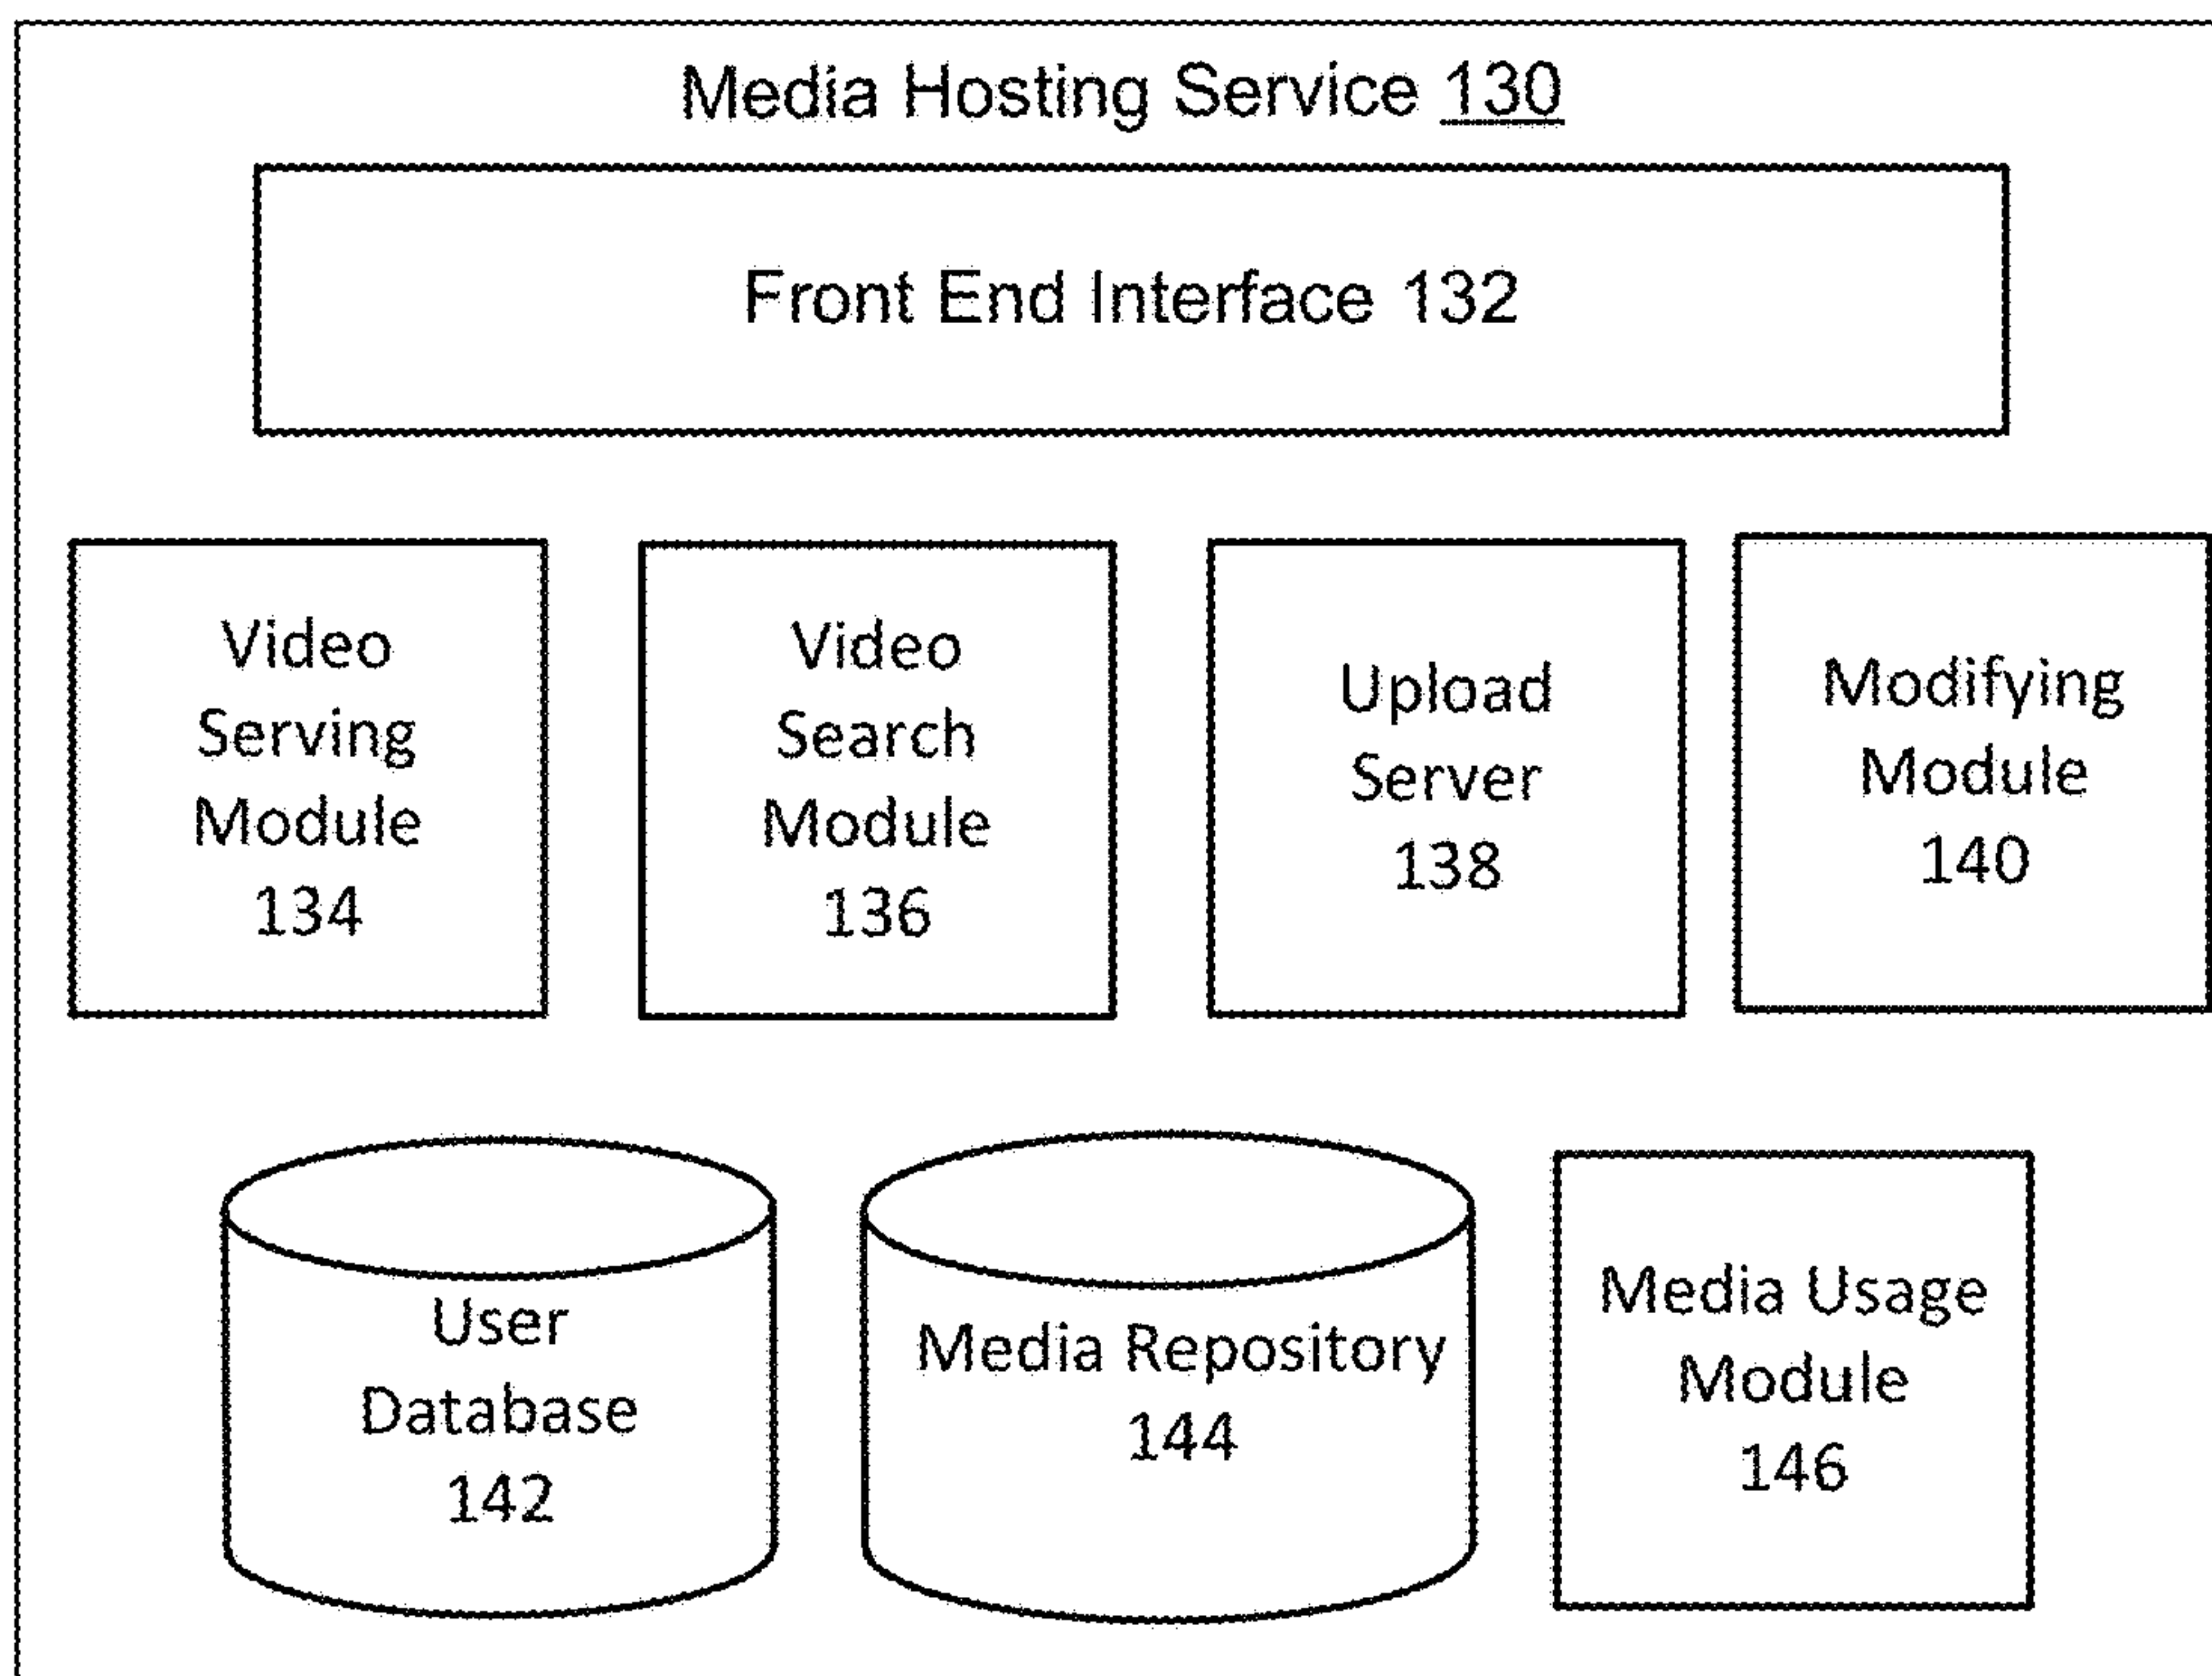 Media Hosting Service 130
Front End Interface 132
Video
Serving
Module
134
Video
Search
Module
136
Upload
Server
138
Modifying
Module
140
User
Database
142
Media Repository
144
Media Usage
Module
146